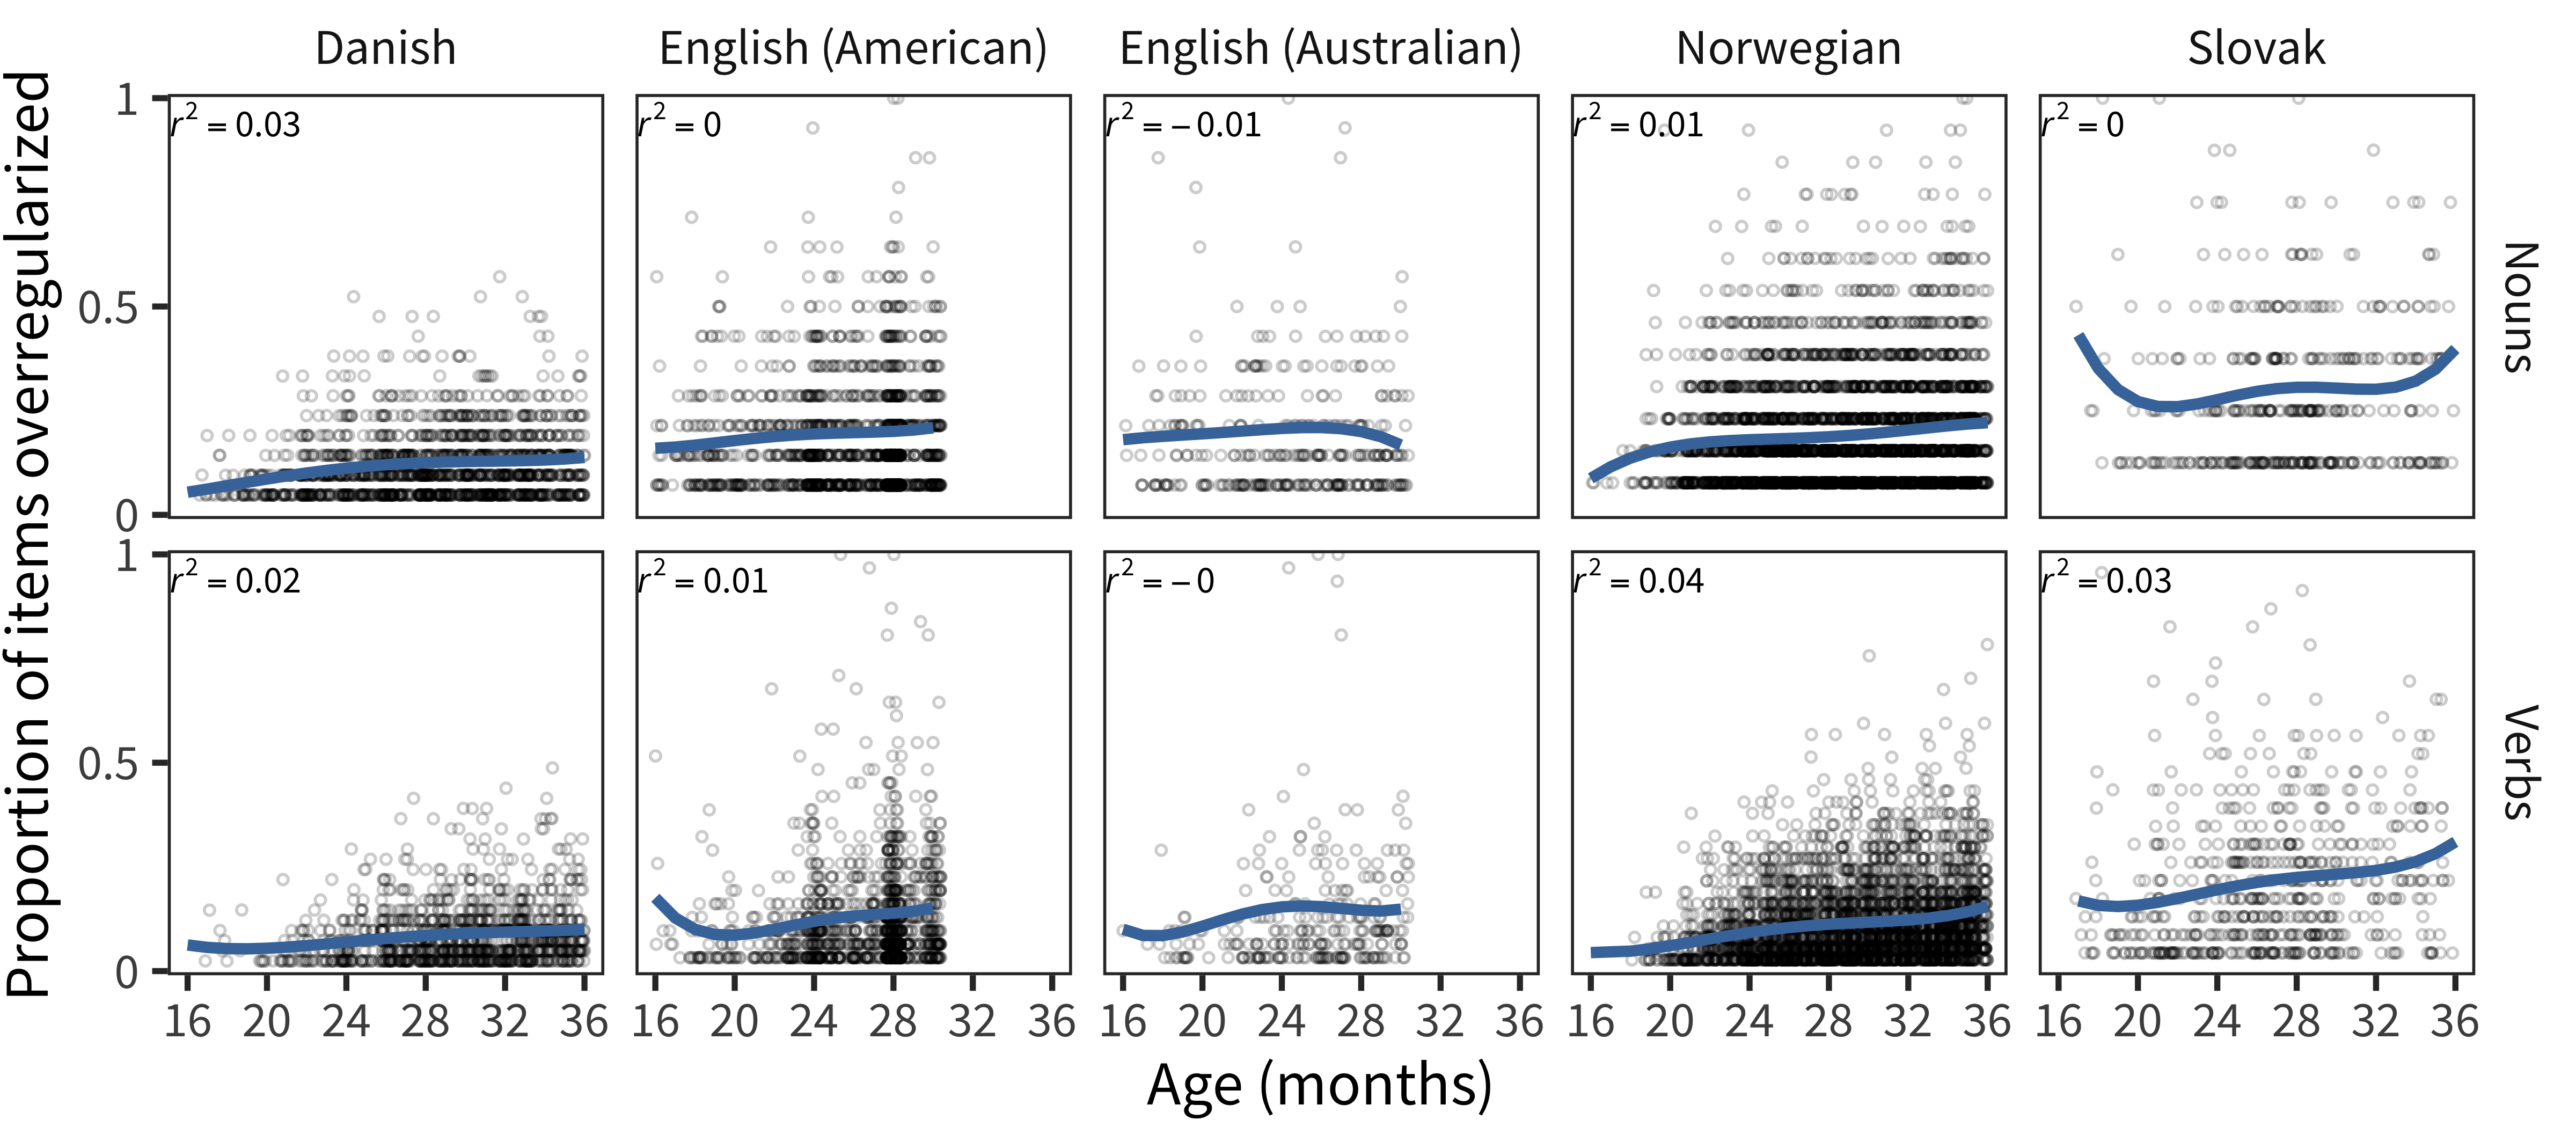 Danish
English (American)
English (Australian)
Norwegian
Slovak
Proportion of items overregularized
1
0.5
0
r² = 0.03
r² = 0
r² = −0.01
r² = 0.01
r² = 0
Nouns
1
0.5
0
r² = 0.02
r² = 0.01
r² = −0
r² = 0.04
r² = 0.03
Verbs
16 20 24 28 32 36
16 20 24 28 32 36
16 20 24 28 32 36
16 20 24 28 32 36
16 20 24 28 32 36
Age (months)